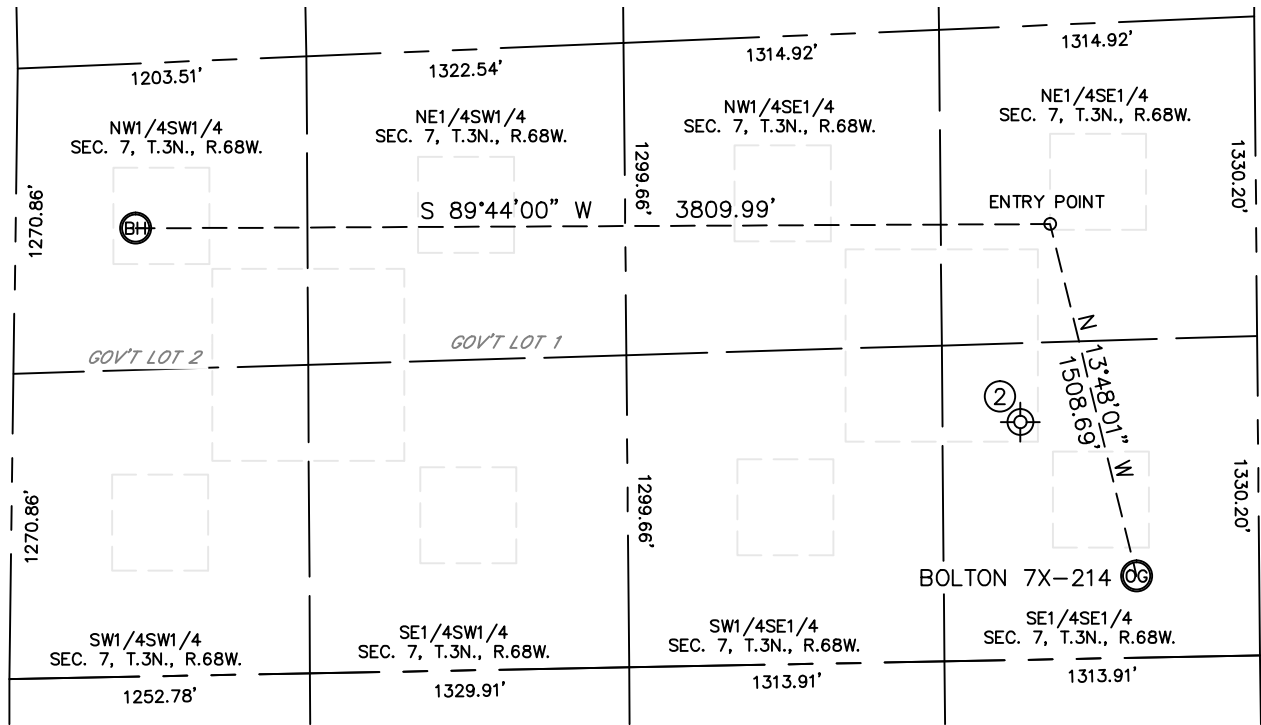 1203.51'
1322.54'
1314.92'
1314.92'
NW1/4SW1/4
SEC. 7, T.3N., R.68W.
NE1/4SW1/4
SEC. 7, T.3N., R.68W.
NW1/4SE1/4
SEC. 7, T.3N., R.68W.
NE1/4SE1/4
SEC. 7, T.3N., R.68W.
1270.86'
1299.66'
1330.20'
BH
S 89°44'00" W 3809.99'
ENTRY POINT
GOV'T LOT 2
GOV'T LOT 1
N 13°48'01" W
1508.69'
2
1270.86'
1299.66'
1330.20'
BOLTON 7X-214 OG
SW1/4SW1/4
SEC. 7, T.3N., R.68W.
SE1/4SW1/4
SEC. 7, T.3N., R.68W.
SW1/4SE1/4
SEC. 7, T.3N., R.68W.
SE1/4SE1/4
SEC. 7, T.3N., R.68W.
1252.78'
1329.91'
1313.91'
1313.91'